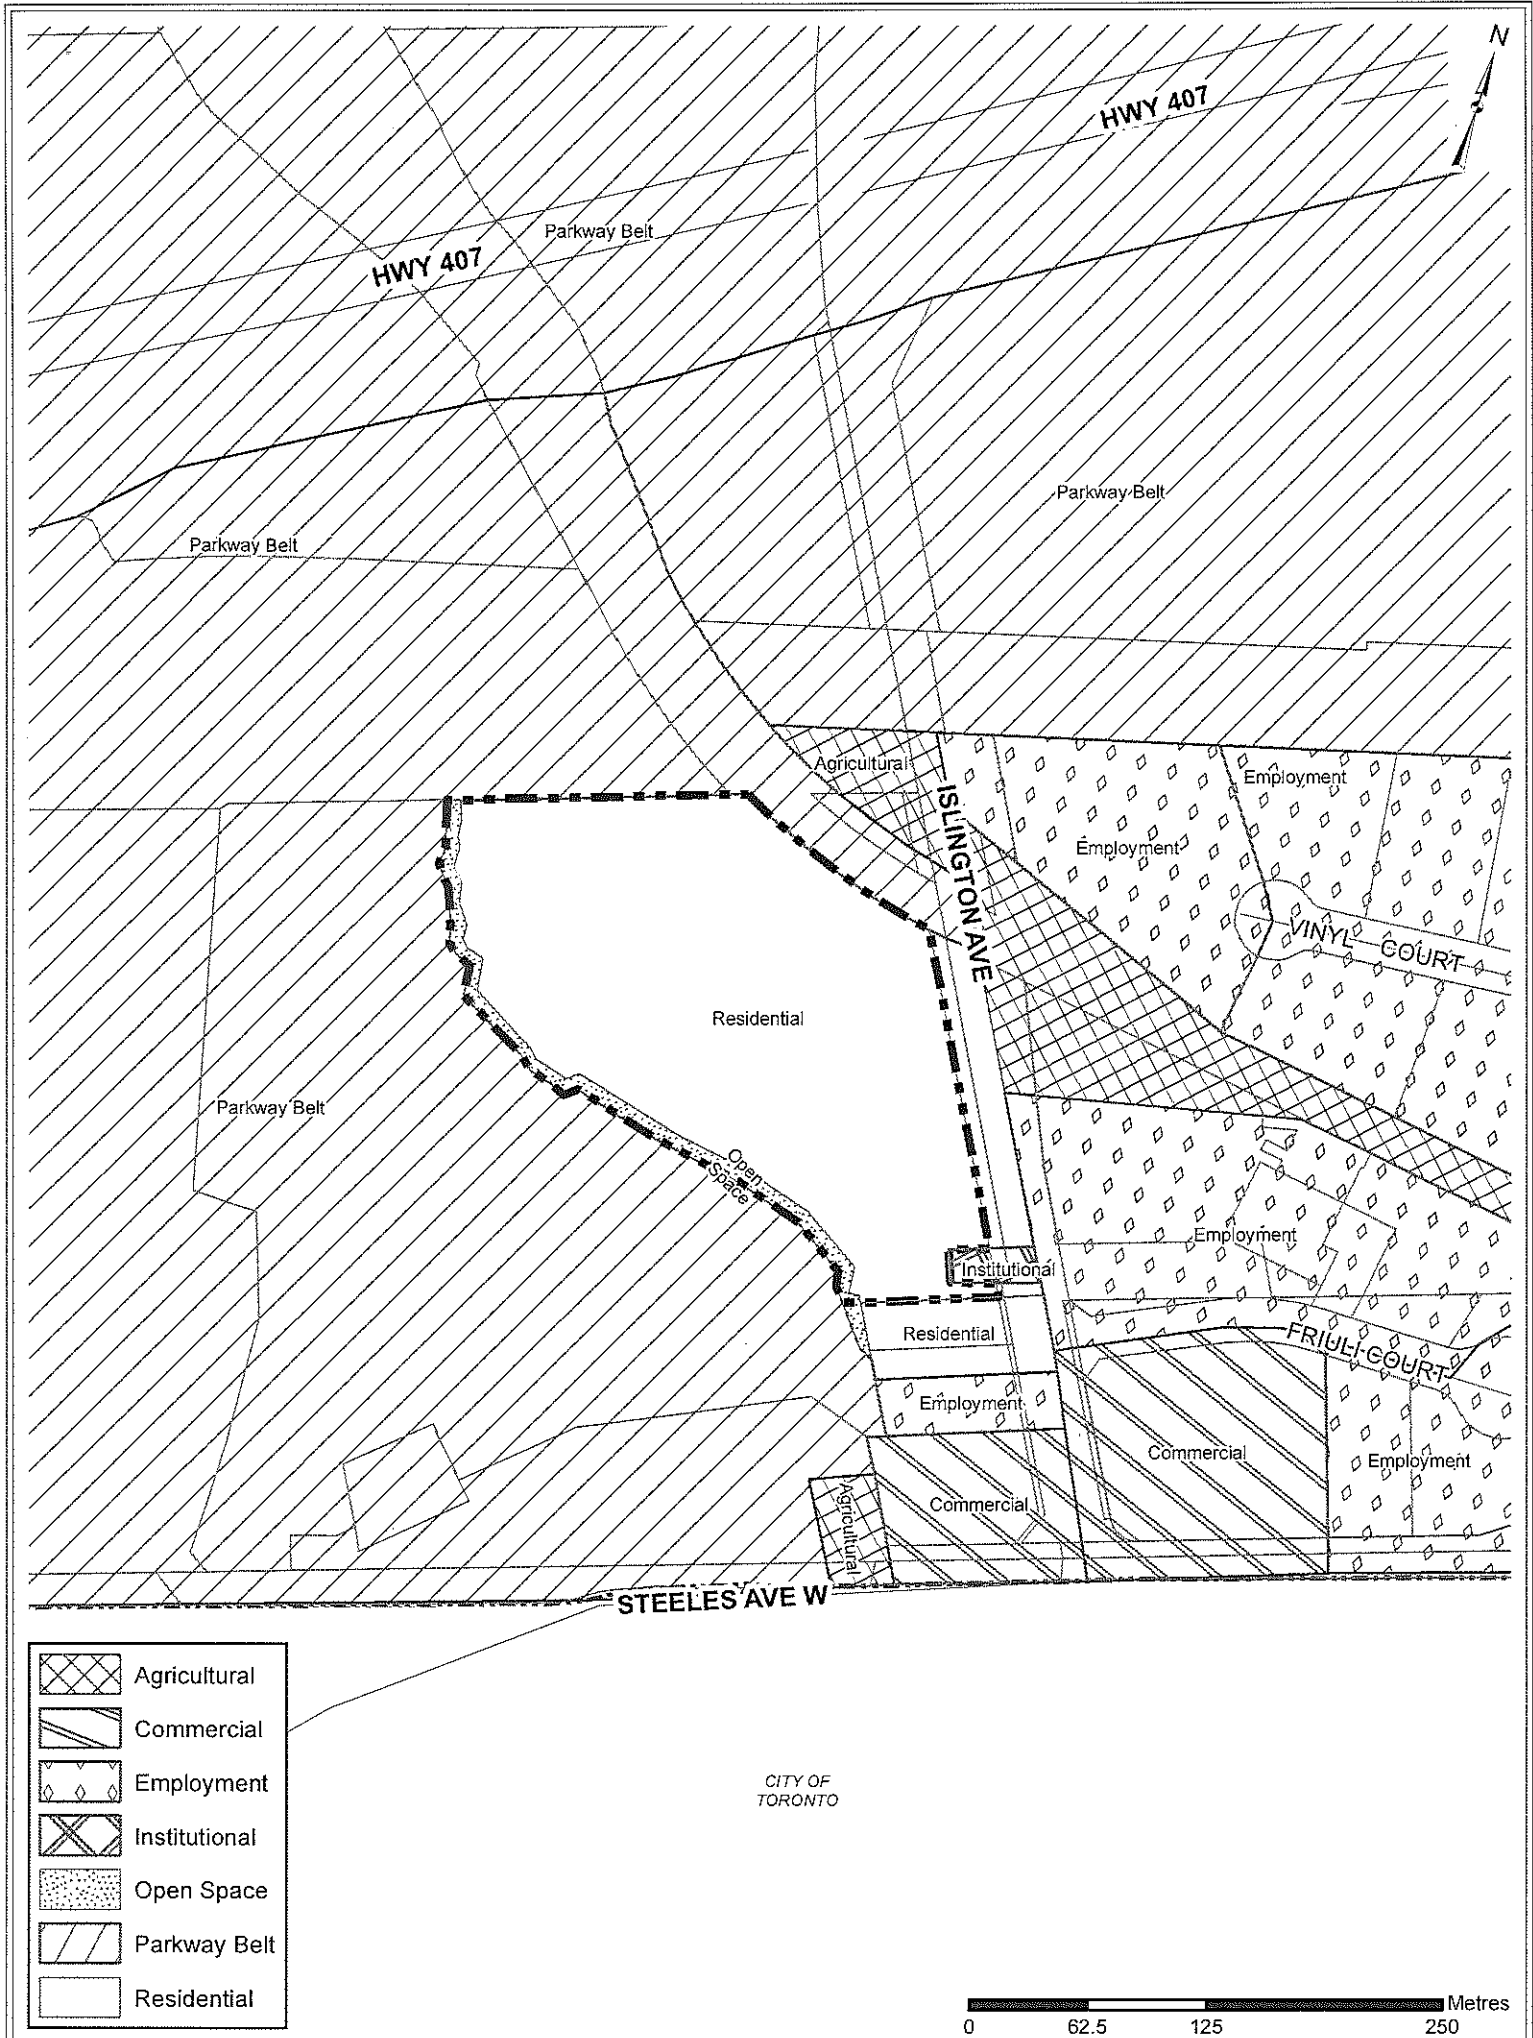 N
HWY 407
Parkway Belt
HWY 407
Parkway Belt
Parkway Belt
Agricultural
Employment
ISLINGTON AVE
Employment
VINYL COURT
Residential
Parkway Belt
Open
Space
Employment
Institutional
Residential
FRIULI COURT
Employment
Commercial
Employment
Commercial
Agricultural
STEELES AVE W
Agricultural
Commercial
Employment
Institutional
Open Space
Parkway Belt
Residential
CITY OF
TORONTO
Metres
0 62.5 125 250